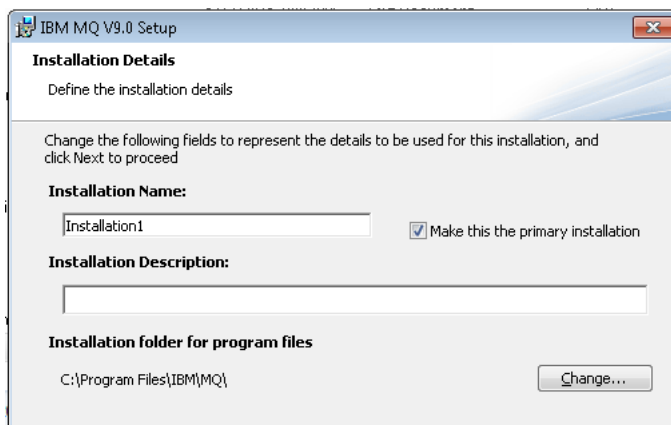 IBM MQ V9.0 Setup
Installation Details
Define the installation details
Change the following fields to represent the details to be used for this installation, and
click Next to proceed
Installation Name:
Installation1
Make this the primary installation
Installation Description:
Installation folder for program files
C:\Program Files\IBM\MQ\
Change...